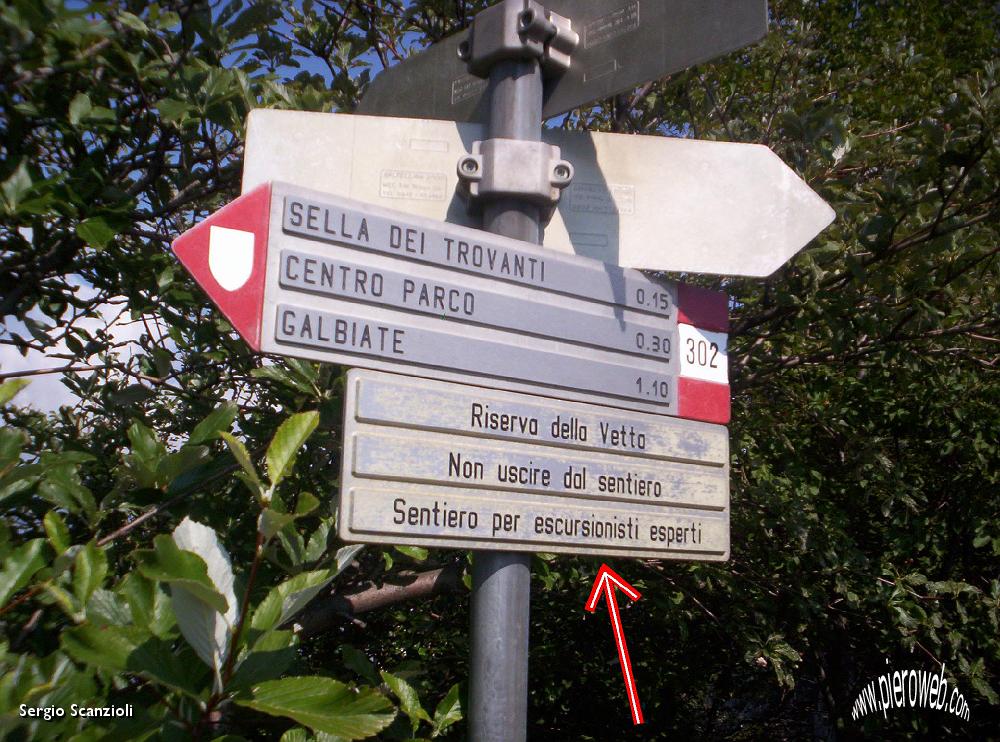 SELLA DEI TROVANTI 0.15
CENTRO PARCO 0.30
GALBIATE 1.10
302
Riserva della Vetta
Non uscire dal sentiero
Sentiero per escursionisti esperti
Sergio Scanzioli
www.pieroweb.com